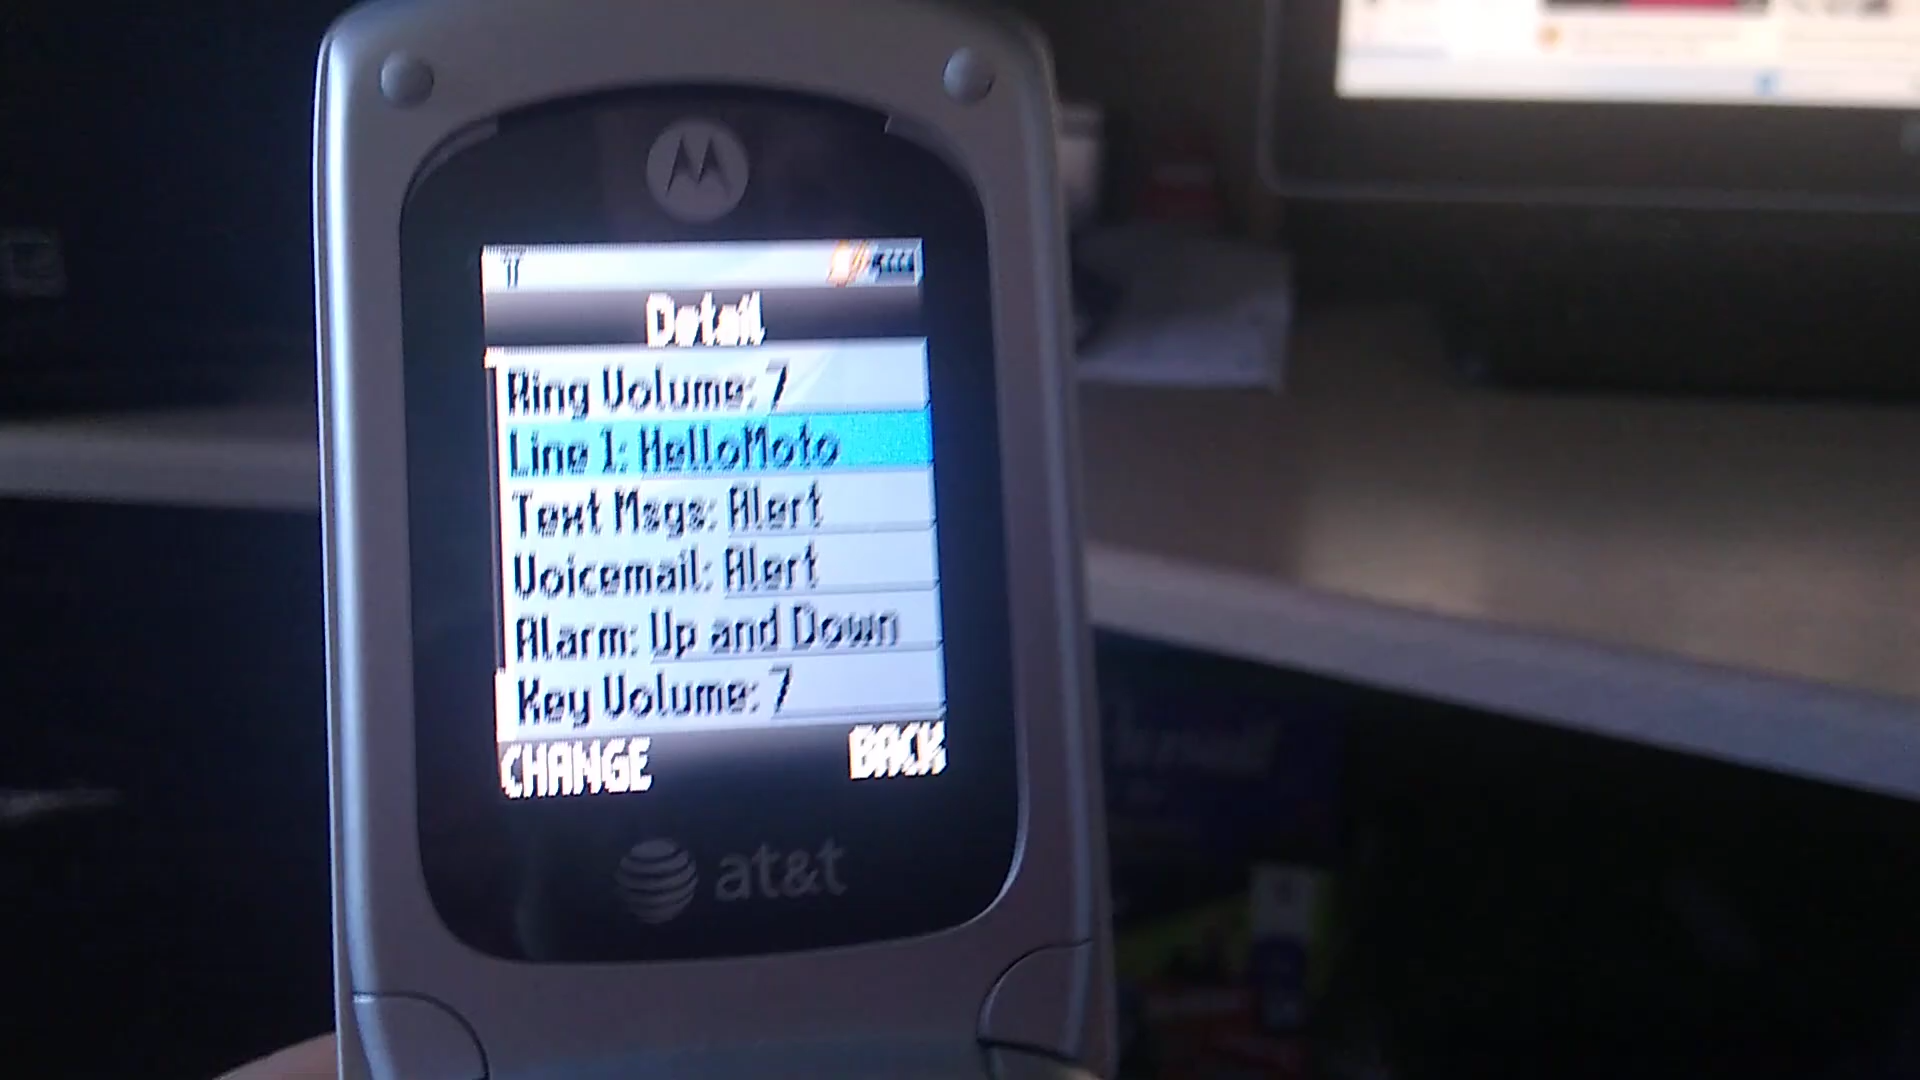 Detail
Ring Volume: 7
Line 1: HelloMoto
Text Msgs: Alert
Voicemail: Alert
Alarm: Up and Down
Key Volume: 7
CHANGE BACK
at&t